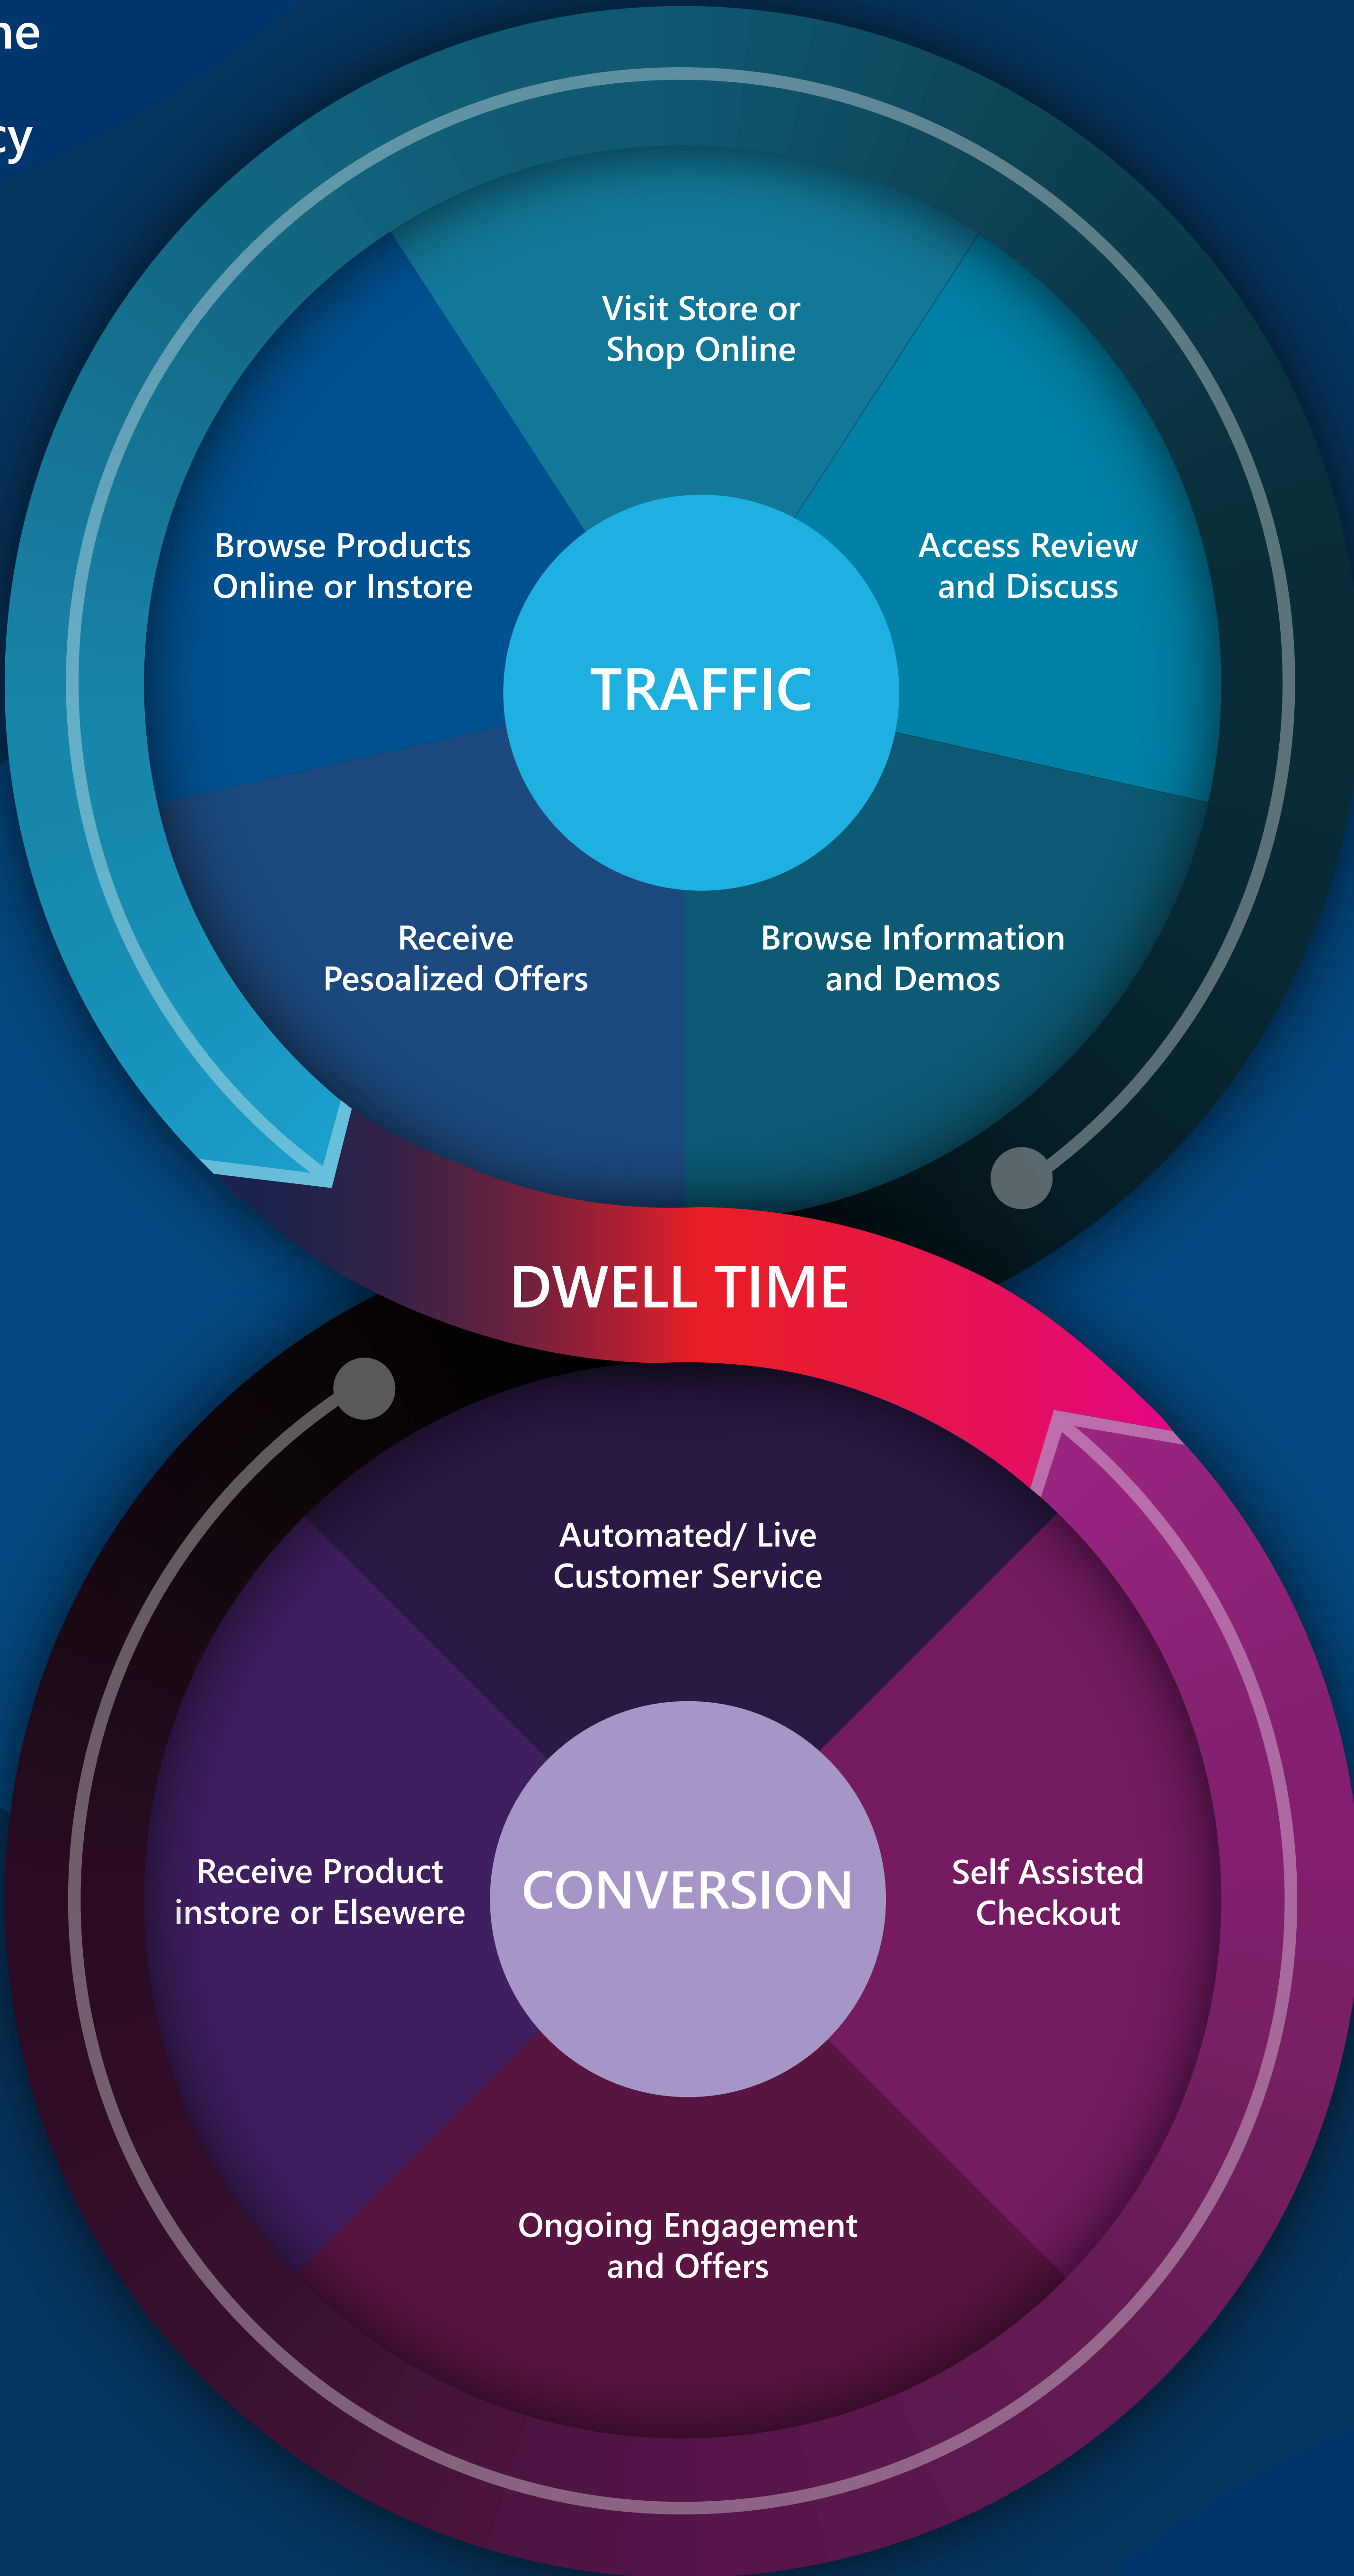 Visit Store or
Shop Online
Browse Products
Online or Instore
Access Review
and Discuss
TRAFFIC
Receive
Pesoalized Offers
Browse Information
and Demos
DWELL TIME
Automated/ Live
Customer Service
Receive Product
instore or Elsewere
CONVERSION
Self Assisted
Checkout
Ongoing Engagement
and Offers